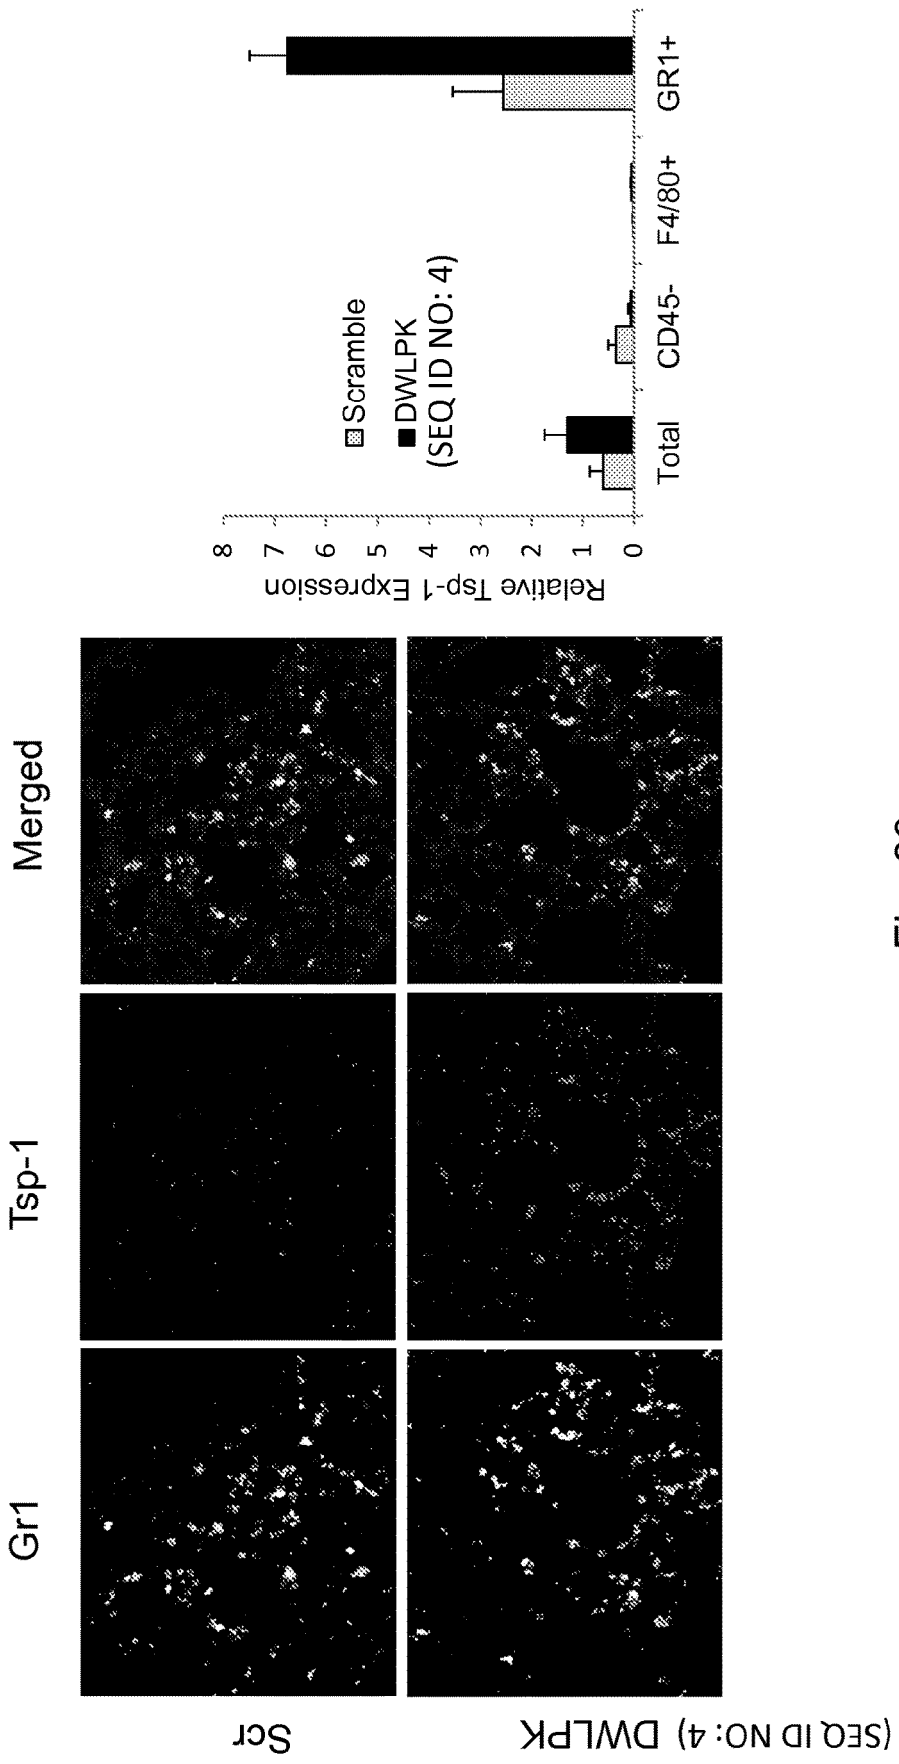 Gr1
Tsp-1
Merged
Scr
DWLPK
(SEQ ID NO: 4)
Relative Tsp-1 Expression
8
7
6
5
4
3
2
1
0
Scramble
DWLPK
(SEQ ID NO: 4)
Total
CD45-
F4/80+
GR1+